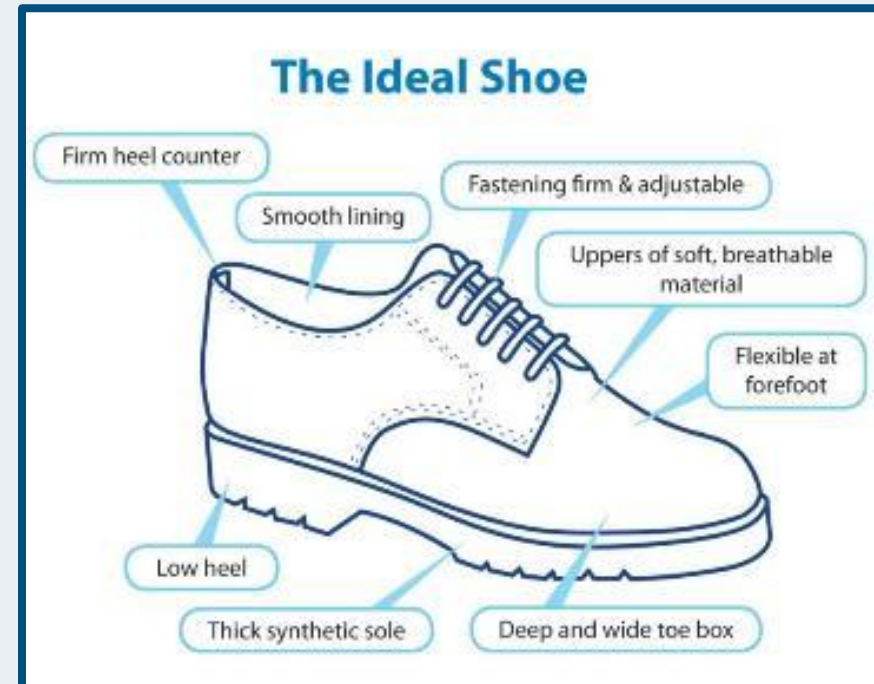 The Ideal Shoe
Firm heel counter
Smooth lining
Fastening firm & adjustable
Uppers of soft, breathable
material
Flexible at
forefoot
Low heel
Thick synthetic sole
Deep and wide toe box